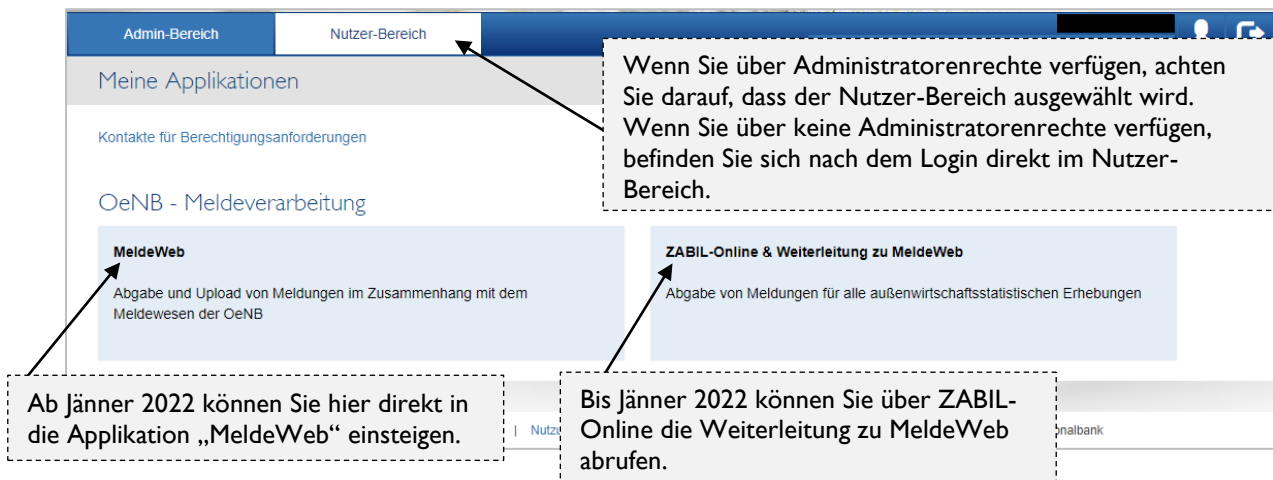 Admin-Bereich
Nutzer-Bereich
Meine Applikationen
Wenn Sie über Administratorenrechte verfügen, achten
Sie darauf, dass der Nutzer-Bereich ausgewählt wird.
Wenn Sie über keine Administratorenrechte verfügen,
befinden Sie sich nach dem Login direkt im Nutzer-
Bereich.
Kontakte für Berechtigungsanforderungen
OeNB - Meldeverarbeitung
MeldeWeb
Abgabe und Upload von Meldungen im Zusammenhang mit dem
Meldewesen der OeNB
ZABIL-Online & Weiterleitung zu MeldeWeb
Abgabe von Meldungen für alle außenwirtschaftsstatistischen Erhebungen
Ab Jänner 2022 können Sie hier direkt in
die Applikation „MeldeWeb“ einsteigen.
Bis Jänner 2022 können Sie über ZABIL-
Online die Weiterleitung zu MeldeWeb
abrufen.